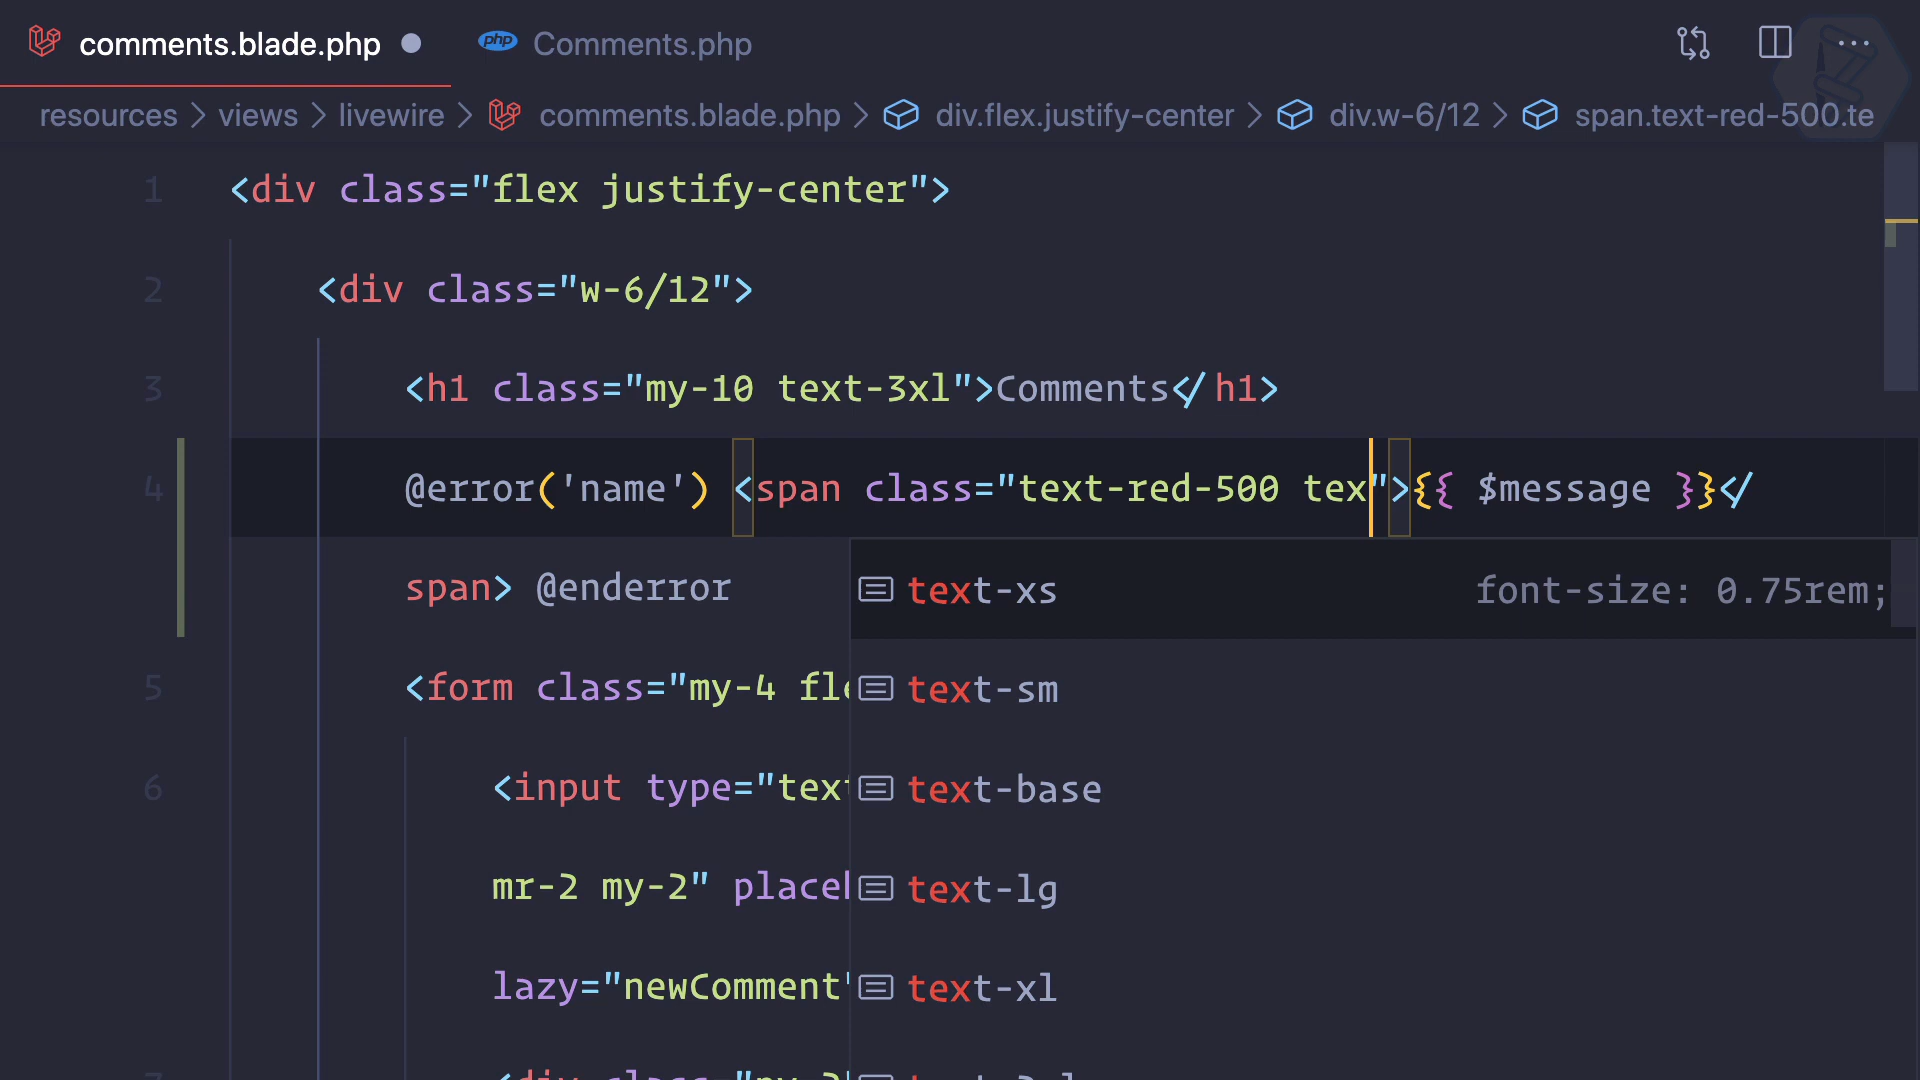 comments.blade.php
php Comments.php
resources > views > livewire > comments.blade.php > div.flex.justify-center > div.w-6/12 > span.text-red-500.te
1 <div class="flex justify-center">
2 <div class="w-6/12">
3 <h1 class="my-10 text-3xl">Comments</h1>
4 @error('name') <span class="text-red-500 tex">{{ $message }}</
span> @enderror
text-xs font-size: 0.75rem;
text-sm
5 <form class="my-4 fle
text-base
6 <input type="text
text-lg
mr-2 my-2" placeh
text-xl
lazy="newComment"